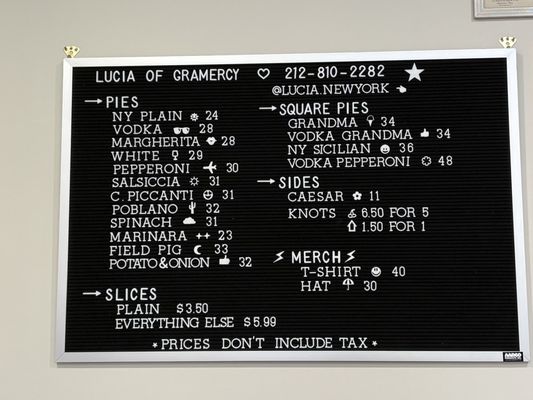 LUCIA OF GRAMERCY ♡ 212-810-2282 ★
@LUCIA.NEWYORK
→PIES
NY PLAIN 24
VODKA 28
MARGHERITA 28
WHITE 29
PEPPERONI 30
SALSICCIA 31
C. PICCANTI 31
POBLANO 32
SPINACH 31
MARINARA 23
FIELD PIG 33
POTATO & ONION 32
→SLICES
PLAIN $3.50
EVERYTHING ELSE $5.99
→SQUARE PIES
GRANDMA 34
VODKA GRANDMA 34
NY SICILIAN 36
VODKA PEPPERONI 48
→SIDES
CAESAR 11
KNOTS 6.50 FOR 5
1.50 FOR 1
MERCH
T-SHIRT 40
HAT 30
★PRICES DON'T INCLUDE TAX★